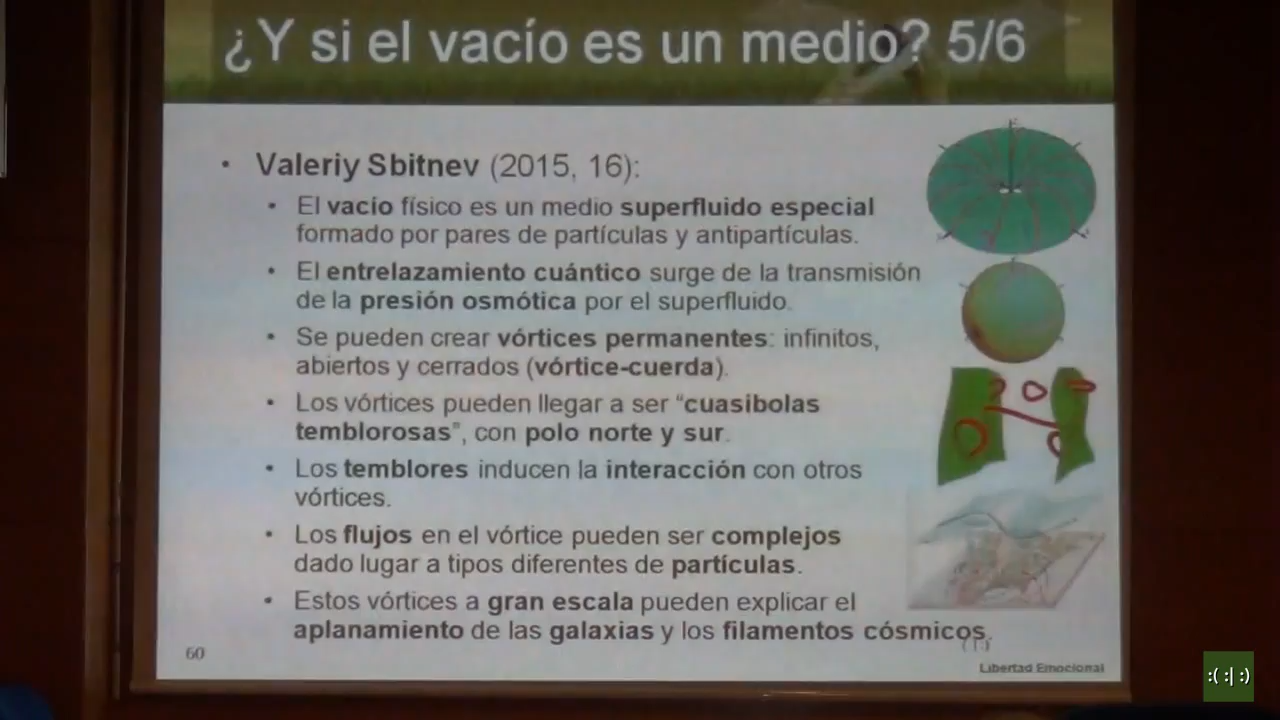 ¿Y si el vacío es un medio? 5/6
• Valeriy Sbitnev (2015, 16):
• El vacío físico es un medio superfluido especial
formado por pares de partículas y antipartículas.
• El entrelazamiento cuántico surge de la transmisión
de la presión osmótica por el superfluido.
• Se pueden crear vórtices permanentes: infinitos,
abiertos y cerrados (vórtice-cuerda).
• Los vórtices pueden llegar a ser “cuasibolas
temblorosas”, con polo norte y sur.
• Los temblores inducen la interacción con otros
vórtices.
• Los flujos en el vórtice pueden ser complejos
dado lugar a tipos diferentes de partículas.
• Estos vórtices a gran escala pueden explicar el
aplanamiento de las galaxias y los filamentos cósmicos.
60
Libertad Emocional
:( :| :)